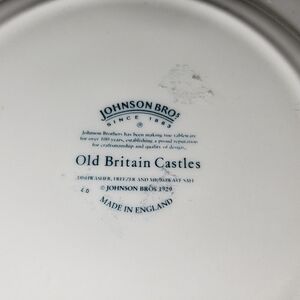 JOHNSON BROS
SINCE 1883
Johnson Brothers has been making fine tableware
for over 100 years, establishing a proud reputation
for craftsmanship and quality of design.
Old Britain Castles
DISHWASHER, FREEZER AND MICROWAVE SAFE
© JOHNSON BROS 1929
MADE IN ENGLAND